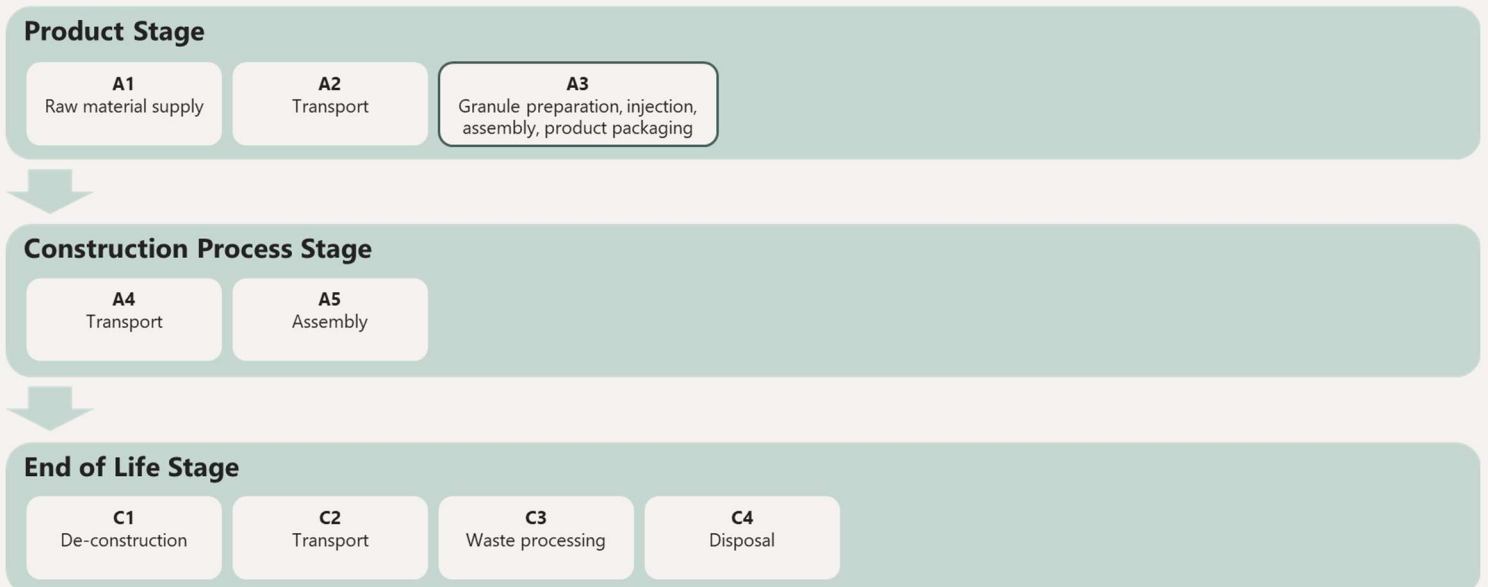 Product Stage
A1
Raw material supply
A2
Transport
A3
Granule preparation, injection,
assembly, product packaging
Construction Process Stage
A4
Transport
A5
Assembly
End of Life Stage
C1
De-construction
C2
Transport
C3
Waste processing
C4
Disposal